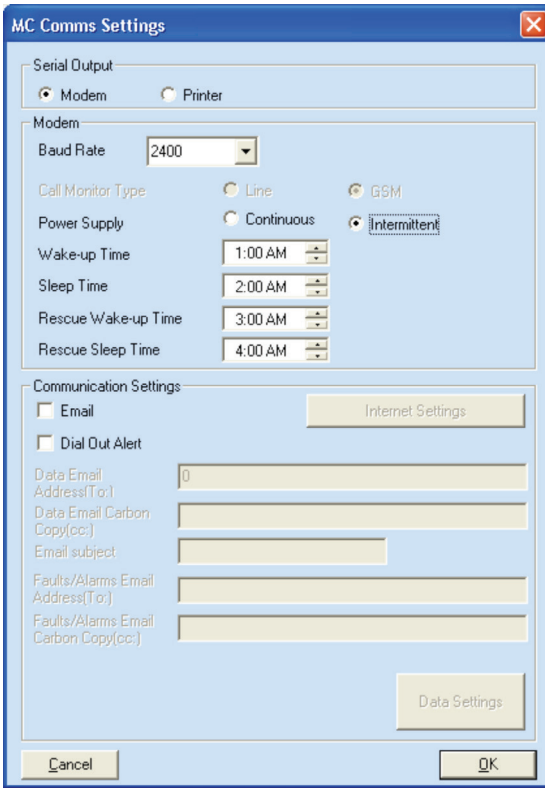 MC Comms Settings
Serial Output
Modem Printer
Modem
Baud Rate 2400
Call Monitor Type Line GSM
Power Supply Continuous Intermittent
Wake-up Time 1:00 AM
Sleep Time 2:00 AM
Rescue Wake-up Time 3:00 AM
Rescue Sleep Time 4:00 AM
Communication Settings
Email Internet Settings
Dial Out Alert
Data Email 0
Address(To:)
Data Email Carbon
Copy(cc:)
Email subject
Faults/Alarms Email
Address(To:)
Faults/Alarms Email
Carbon Copy(cc:)
Data Settings
Cancel OK